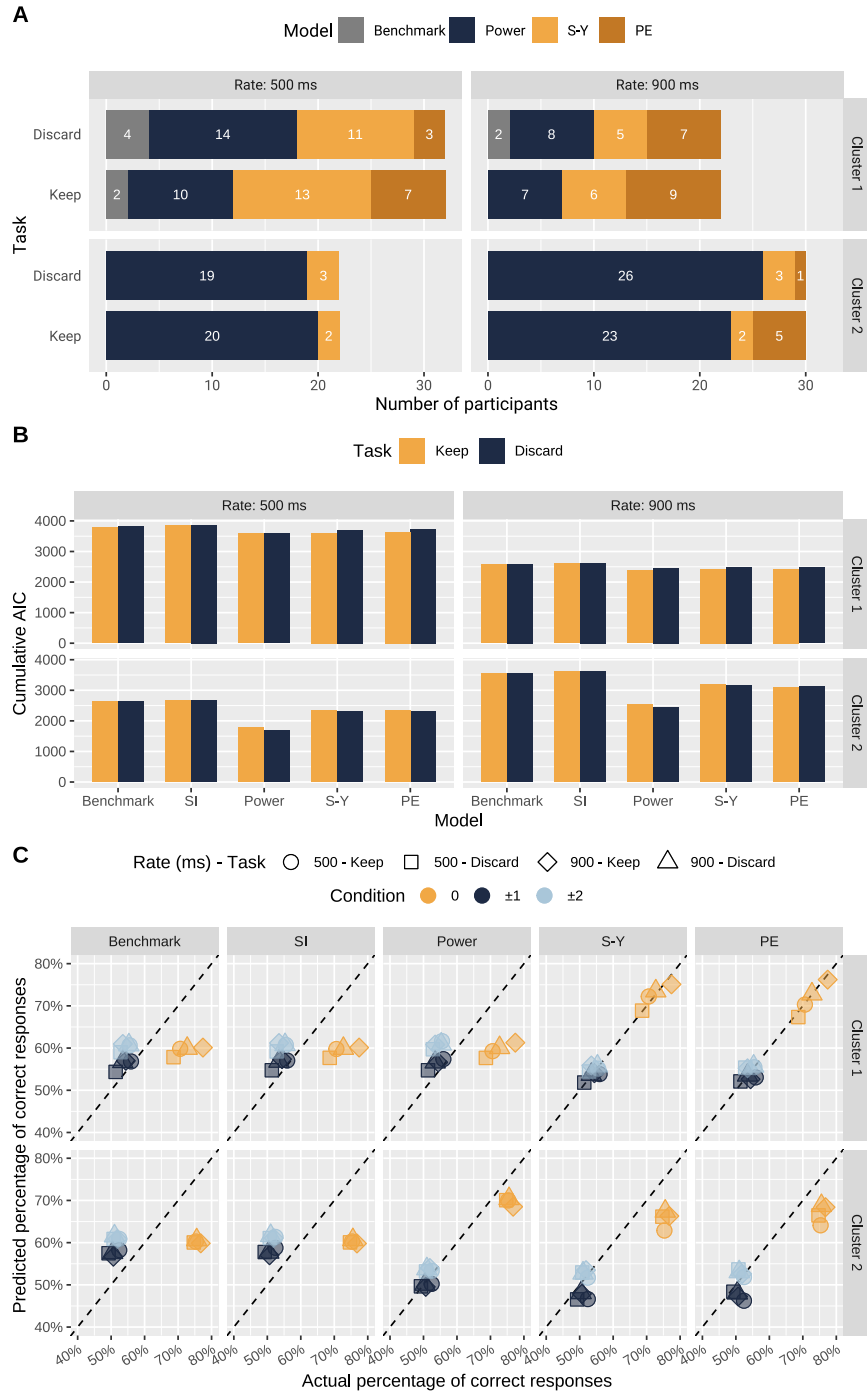 A
Model Benchmark Power S-Y PE
Rate: 500 ms Rate: 900 ms
Discard 4 14 11 3 2 8 5 7
Keep 2 10 13 7 7 6 9
Cluster 1
Discard 19 3 26 3 1
Keep 20 2 23 2 5
Cluster 2
Task
0 10 20 30 0 10 20 30
Number of participants
B
Task Keep Discard
Rate: 500 ms Rate: 900 ms
4000
3000
2000
1000
0
Cluster 1
4000
3000
2000
1000
0
Cluster 2
Cumulative AIC
Benchmark SI Power S-Y PE Benchmark SI Power S-Y PE
Model
C
Rate (ms) - Task 500 - Keep 500 - Discard 900 - Keep 900 - Discard
Condition 0 ±1 ±2
Benchmark SI Power S-Y PE
80%
70%
60%
50%
40%
Cluster 1
80%
70%
60%
50%
40%
Cluster 2
Predicted percentage of correct responses
40% 50% 60% 70% 80% 40% 50% 60% 70% 80% 40% 50% 60% 70% 80% 40% 50% 60% 70% 80% 40% 50% 60% 70% 80%
Actual percentage of correct responses